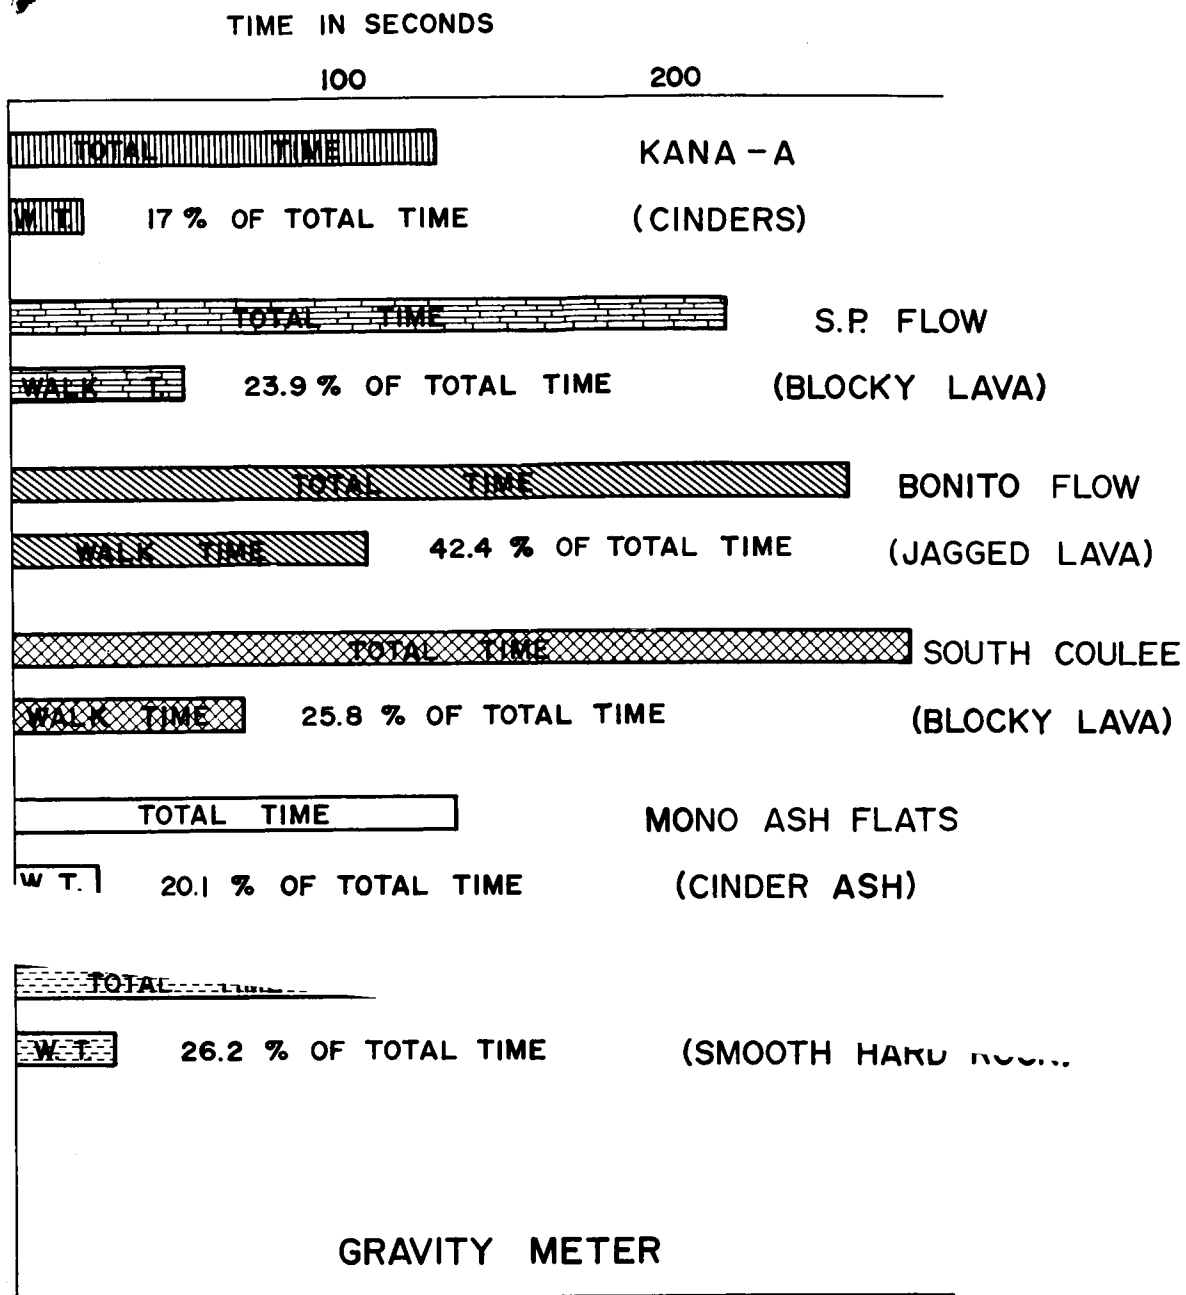 TIME IN SECONDS
100 200
TOTAL TIME KANA-A
W. T. 17 % OF TOTAL TIME (CINDERS)
TOTAL TIME S.P. FLOW
WALK T. 23.9 % OF TOTAL TIME (BLOCKY LAVA)
TOTAL TIME BONITO FLOW
WALK TIME 42.4 % OF TOTAL TIME (JAGGED LAVA)
TOTAL TIME SOUTH COULEE
WALK TIME 25.8 % OF TOTAL TIME (BLOCKY LAVA)
TOTAL TIME MONO ASH FLATS
W T. 20.1 % OF TOTAL TIME (CINDER ASH)
TOTAL TIME
W. T. 26.2 % OF TOTAL TIME (SMOOTH HARD
GRAVITY METER